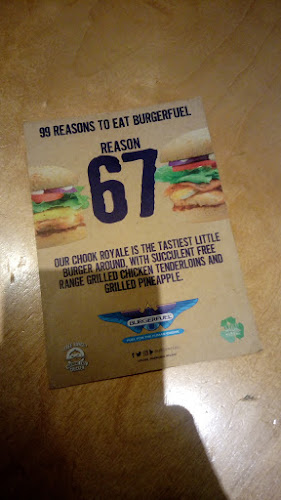 99 REASONS TO EAT BURGERFUEL
REASON
67
OUR CHOOK ROYALE IS THE TASTIEST LITTLE
BURGER AROUND, WITH SUCCULENT FREE
RANGE GRILLED CHICKEN TENDERLOINS AND
GRILLED PINEAPPLE.
BURGERFUEL